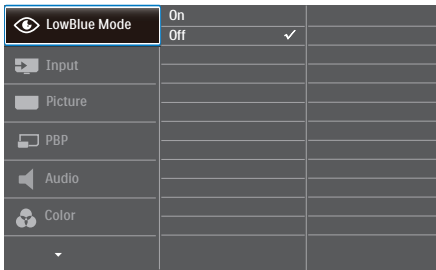 LowBlue Mode
On
Off
Input
Picture
PBP
Audio
Color